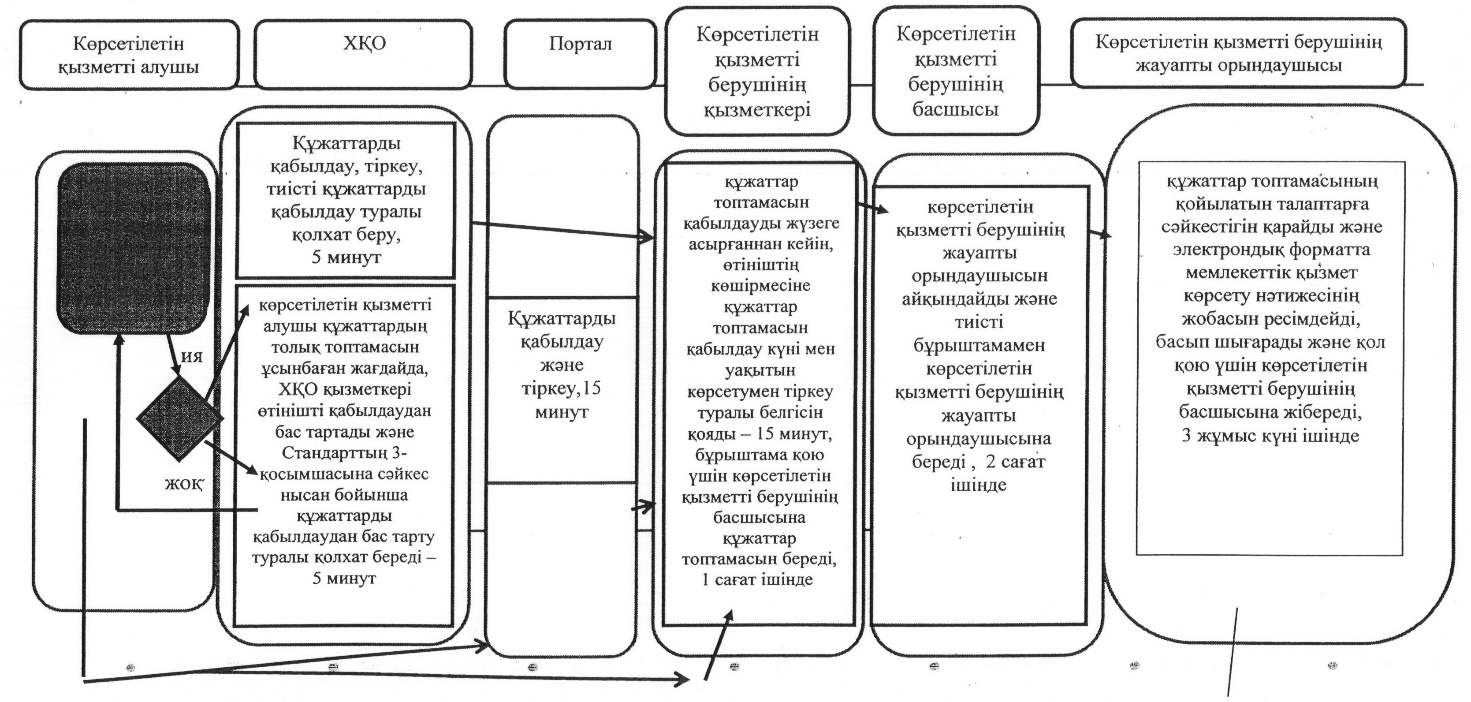 Көрсетілетін
қызметті алушы
ХҚО
Портал
Көрсетілетін
қызметті
берушінің
қызметкері
Көрсетілетін
қызметті
берушінің
басшысы
Көрсетілетін қызметті берушінің
жауапты орындаушысы
ия
жоқ
Құжаттарды
қабылдау, тіркеу,
тиісті құжаттарды
қабылдау туралы
қолхат беру,
5 минут
көрсетілетін қызметті
алушы құжаттардың
толық топтамасын
ұсынбаған жағдайда,
ХҚО қызметкері
өтінішті қабылдаудан
бас тартады және
Стандарттың 3-
қосымшасына сәйкес
нысан бойынша
құжаттарды
қабылдаудан бас тарту
туралы қолхат береді –
5 минут
Құжаттарды
қабылдау
және
тіркеу,15
минут
құжаттар
топтамасын
қабылдауды жүзеге
асырғаннан кейін,
өтініштің
көшірмесіне
құжаттар
топтамасын
қабылдау күні мен
уақытын
көрсетумен тіркеу
туралы белгісін
қояды – 15 минут,
бұрыштама қою
үшін көрсетілетін
қызметті берушінің
басшысына
құжаттар
топтамасын береді,
1 сағат ішінде
көрсетілетін
қызметті берушінің
жауапты
орындаушысын
айқындайды және
тиісті
бұрыштамамен
көрсетілетін
қызметті берушінің
жауапты
орындаушысына
береді , 2 сағат
ішінде
құжаттар топтамасының
қойылатын талаптарға
сәйкестігін қарайды және
электрондық форматта
мемлекеттік қызмет
көрсету нәтижесінің
жобасын ресімдейді,
басып шығарады және қол
қою үшін көрсетілетін
қызметті берушінің
басшысына жібереді,
3 жұмыс күні ішінде